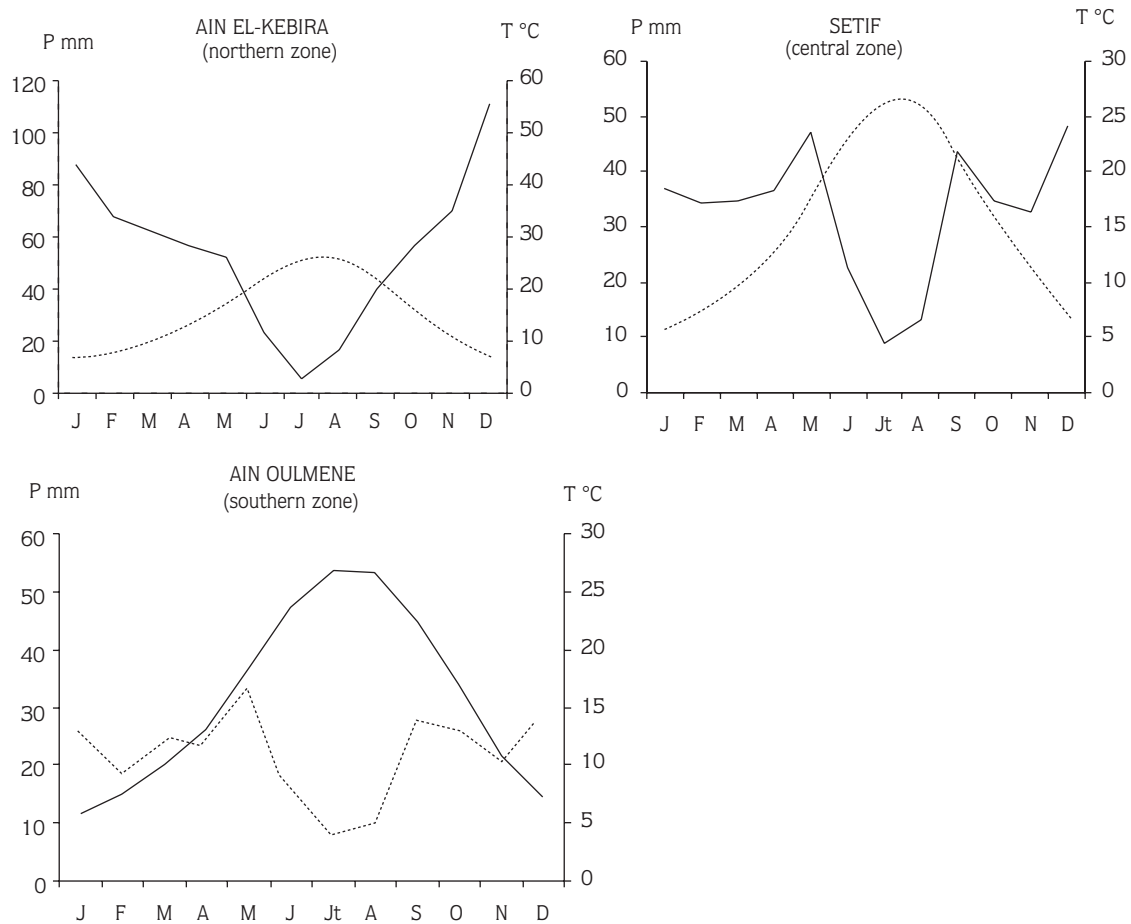 AIN EL-KEBIRA
(northern zone)
P mm
T °C
120
100
80
60
40
20
0
60
50
40
30
20
10
0
J F M A M J J A S O N D
SETIF
(central zone)
P mm
T °C
60
50
40
30
20
10
0
30
25
20
15
10
5
0
J F M A M J Jt A S O N D
AIN OULMENE
(southern zone)
P mm
T °C
60
50
40
30
20
10
0
30
25
20
15
10
5
0
J F M A M J Jt A S O N D